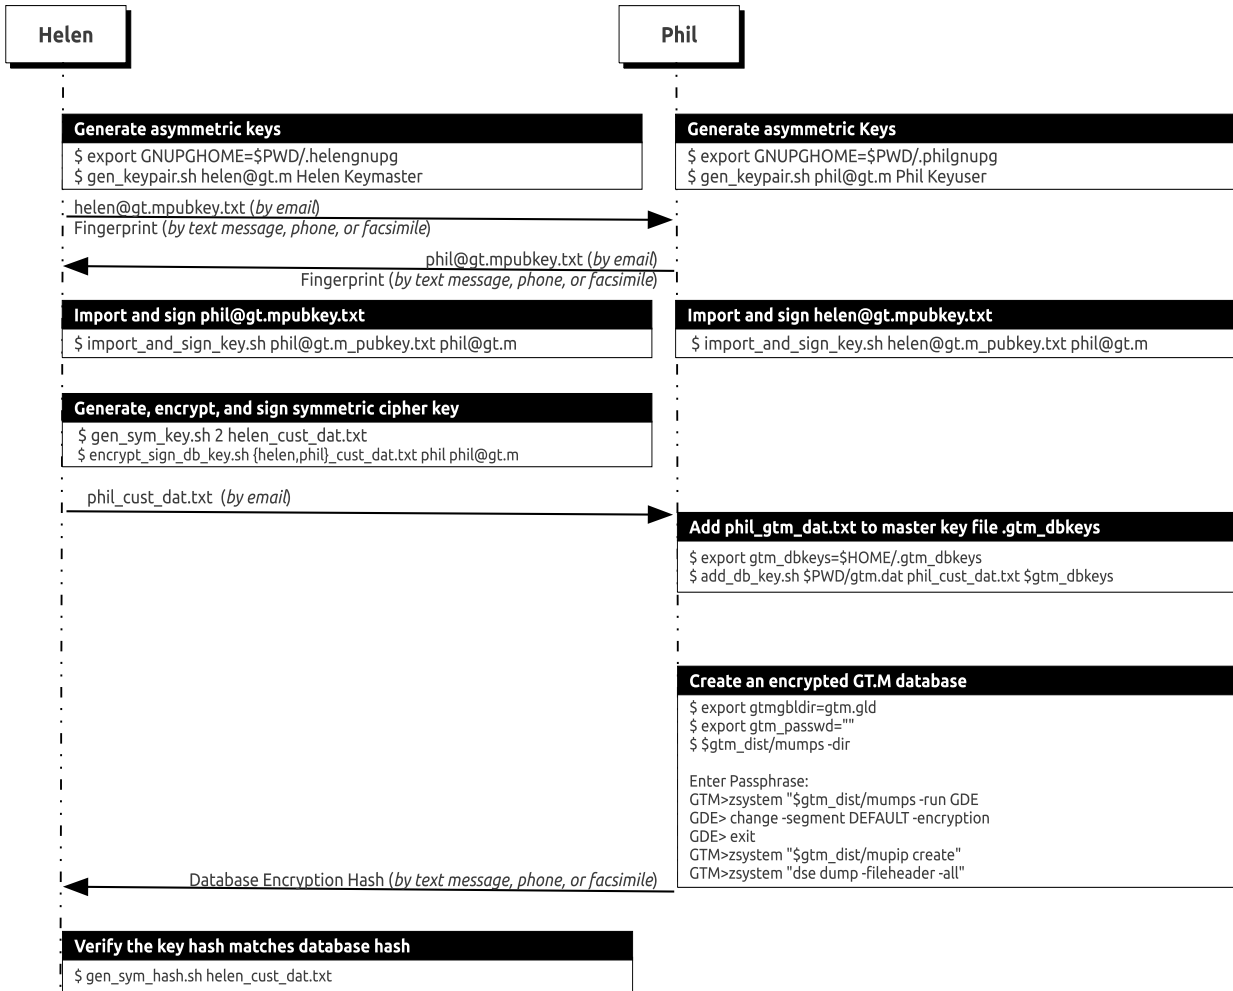 Helen
Phil
Generate asymmetric keys
$ export GNUPGHOME=$PWD/.helengnupg
$ gen_keypair.sh helen@gt.m Helen Keymaster
Generate asymmetric Keys
$ export GNUPGHOME=$PWD/.philgnupg
$ gen_keypair.sh phil@gt.m Phil Keyuser
helen@gt.mpubkey.txt (by email)
Fingerprint (by text message, phone, or facsimile)
phil@gt.mpubkey.txt (by email)
Fingerprint (by text message, phone, or facsimile)
Import and sign phil@gt.mpubkey.txt
$ import_and_sign_key.sh phil@gt.m_pubkey.txt phil@gt.m
Import and sign helen@gt.mpubkey.txt
$ import_and_sign_key.sh helen@gt.m_pubkey.txt phil@gt.m
Generate, encrypt, and sign symmetric cipher key
$ gen_sym_key.sh 2 helen_cust_dat.txt
$ encrypt_sign_db_key.sh {helen,phil}_cust_dat.txt phil phil@gt.m
phil_cust_dat.txt (by email)
Add phil_gtm_dat.txt to master key file .gtm_dbkeys
$ export gtm_dbkeys=$HOME/.gtm_dbkeys
$ add_db_key.sh $PWD/gtm.dat phil_cust_dat.txt $gtm_dbkeys
Create an encrypted GT.M database
$ export gtmgbldir=gtm.gld
$ export gtm_passwd=""
$ $gtm_dist/mumps -dir
Enter Passphrase:
GTM>zsystem "$gtm_dist/mumps -run GDE
GDE> change -segment DEFAULT -encryption
GDE> exit
GTM>zsystem "$gtm_dist/mupip create"
GTM>zsystem "dse dump -fileheader -all"
Database Encryption Hash (by text message, phone, or facsimile)
Verify the key hash matches database hash
$ gen_sym_hash.sh helen_cust_dat.txt